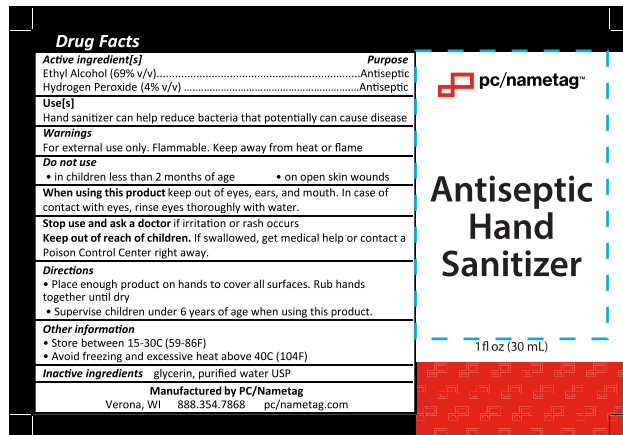 Drug Facts
Active ingredient[s] Purpose
Ethyl Alcohol (69% v/v)..............................................................Antiseptic
Hydrogen Peroxide (4% v/v) .....................................................Antiseptic
Use[s]
Hand sanitizer can help reduce bacteria that potentially can cause disease
Warnings
For external use only. Flammable. Keep away from heat or flame
Do not use
• in children less than 2 months of age • on open skin wounds
When using this product keep out of eyes, ears, and mouth. In case of
contact with eyes, rinse eyes thoroughly with water.
Stop use and ask a doctor if irritation or rash occurs
Keep out of reach of children. If swallowed, get medical help or contact a
Poison Control Center right away.
Directions
• Place enough product on hands to cover all surfaces. Rub hands
together until dry
• Supervise children under 6 years of age when using this product.
Other information
• Store between 15-30C (59-86F)
• Avoid freezing and excessive heat above 40C (104F)
Inactive ingredients glycerin, purified water USP
Manufactured by PC/Nametag
Verona, WI 888.354.7868 pc/nametag.com
pc/nametag™
Antiseptic
Hand
Sanitizer
1 fl oz (30 mL)